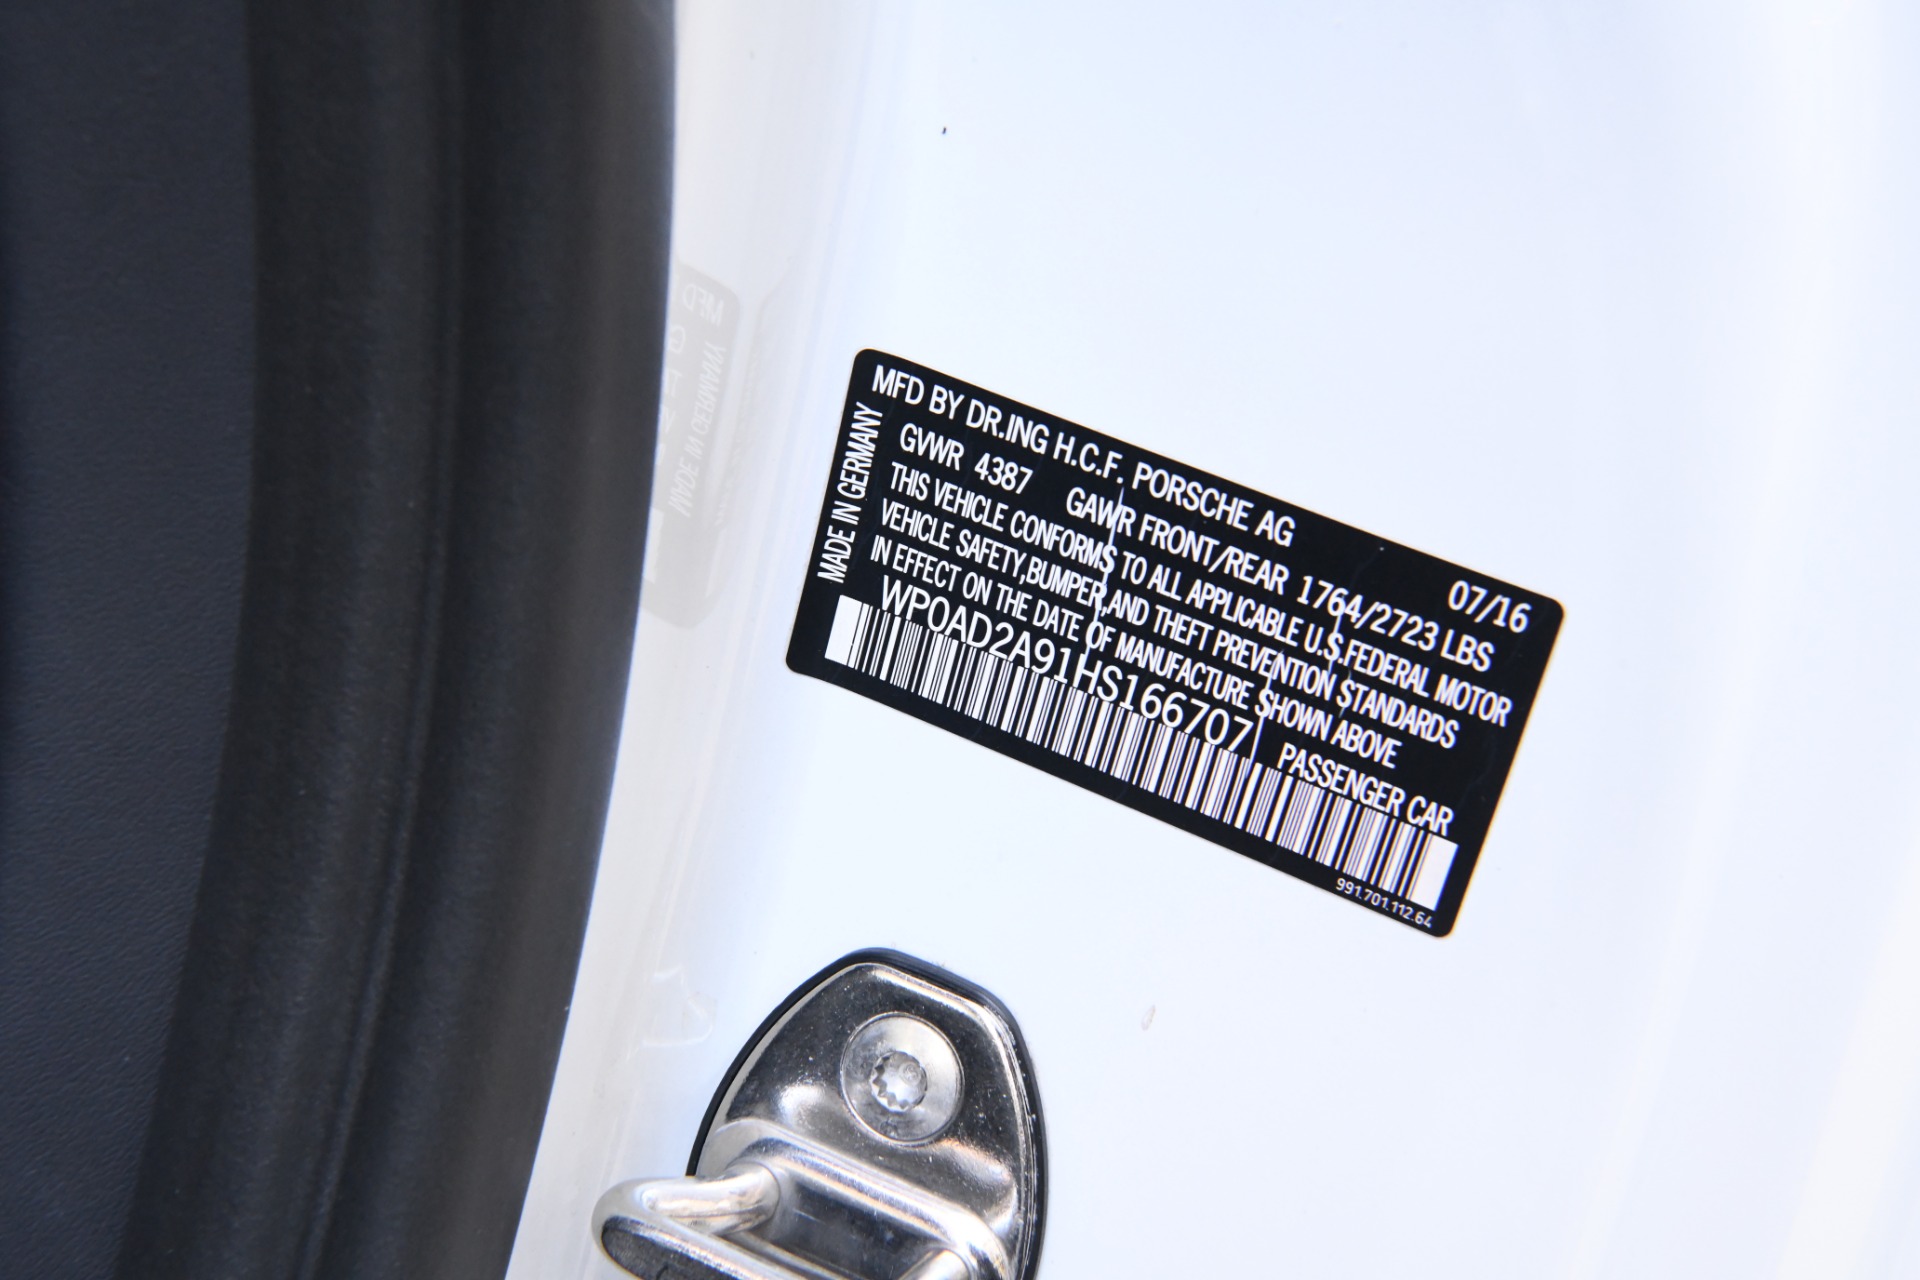 MFD BY DR.ING H.C.F. PORSCHE AG
07/16
MADE IN GERMANY
GVWR 4387 GAWR FRONT/REAR 1764/2723 LBS
THIS VEHICLE CONFORMS TO ALL APPLICABLE U.S.FEDERAL MOTOR
VEHICLE SAFETY,BUMPER,AND THEFT PREVENTION STANDARDS
IN EFFECT ON THE DATE OF MANUFACTURE SHOWN ABOVE
WP0AD2A91HS166707 PASSENGER CAR
991.701.112.64